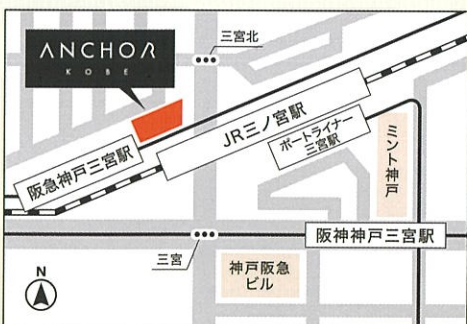 ANCHOR
KOBE
三宮北
JR三ノ宮駅
阪急神戸三宮駅
ポートライナー
三宮駅
ミント神戸
阪神神戸三宮駅
三宮
神戸阪急
ビル
N